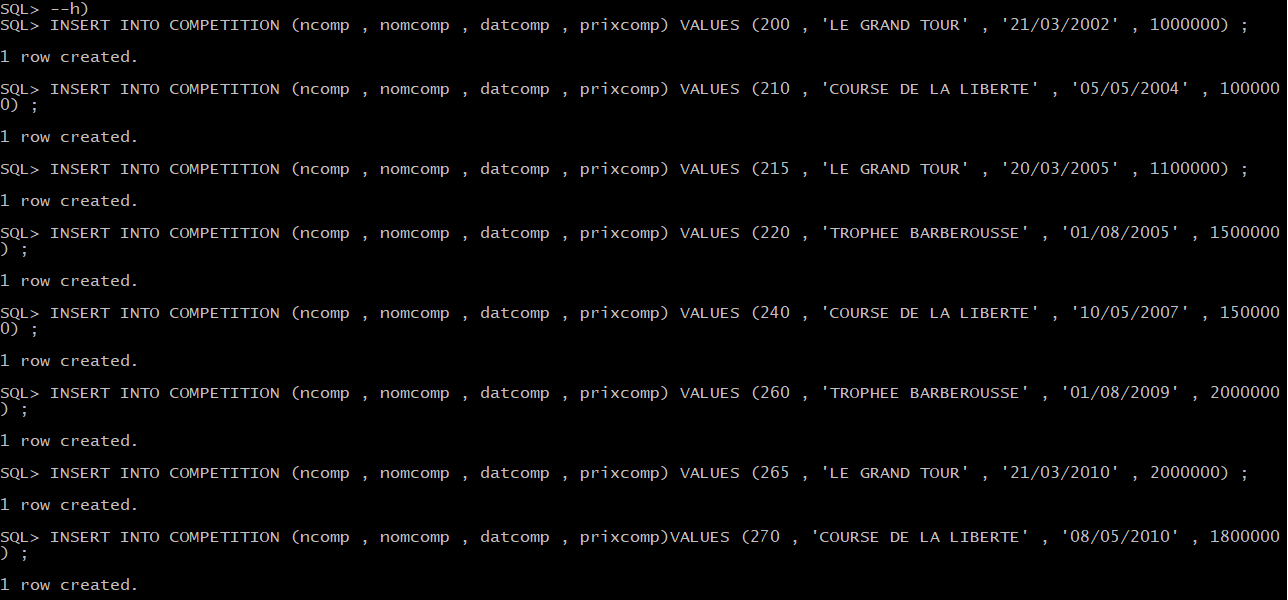 SQL> --h)
SQL> INSERT INTO COMPETITION (ncomp , nomcomp , datcomp , prixcomp) VALUES (200 , 'LE GRAND TOUR' , '21/03/2002' , 1000000) ;
1 row created.
SQL> INSERT INTO COMPETITION (ncomp , nomcomp , datcomp , prixcomp) VALUES (210 , 'COURSE DE LA LIBERTE' , '05/05/2004' , 100000
0) ;
1 row created.
SQL> INSERT INTO COMPETITION (ncomp , nomcomp , datcomp , prixcomp) VALUES (215 , 'LE GRAND TOUR' , '20/03/2005' , 1100000) ;
1 row created.
SQL> INSERT INTO COMPETITION (ncomp , nomcomp , datcomp , prixcomp) VALUES (220 , 'TROPHEE BARBEROUSSE' , '01/08/2005' , 1500000
) ;
1 row created.
SQL> INSERT INTO COMPETITION (ncomp , nomcomp , datcomp , prixcomp) VALUES (240 , 'COURSE DE LA LIBERTE' , '10/05/2007' , 150000
0) ;
1 row created.
SQL> INSERT INTO COMPETITION (ncomp , nomcomp , datcomp , prixcomp) VALUES (260 , 'TROPHEE BARBEROUSSE' , '01/08/2009' , 2000000
) ;
1 row created.
SQL> INSERT INTO COMPETITION (ncomp , nomcomp , datcomp , prixcomp) VALUES (265 , 'LE GRAND TOUR' , '21/03/2010' , 2000000) ;
1 row created.
SQL> INSERT INTO COMPETITION (ncomp , nomcomp , datcomp , prixcomp)VALUES (270 , 'COURSE DE LA LIBERTE' , '08/05/2010' , 1800000
) ;
1 row created.